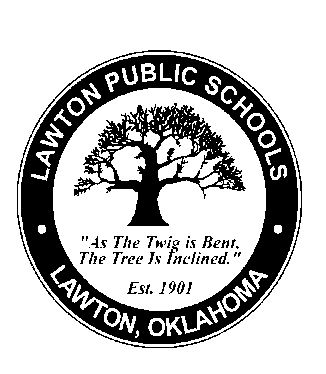 LAWTON PUBLIC SCHOOLS
"As The Twig is Bent,
The Tree Is Inclined."
Est. 1901
LAWTON, OKLAHOMA